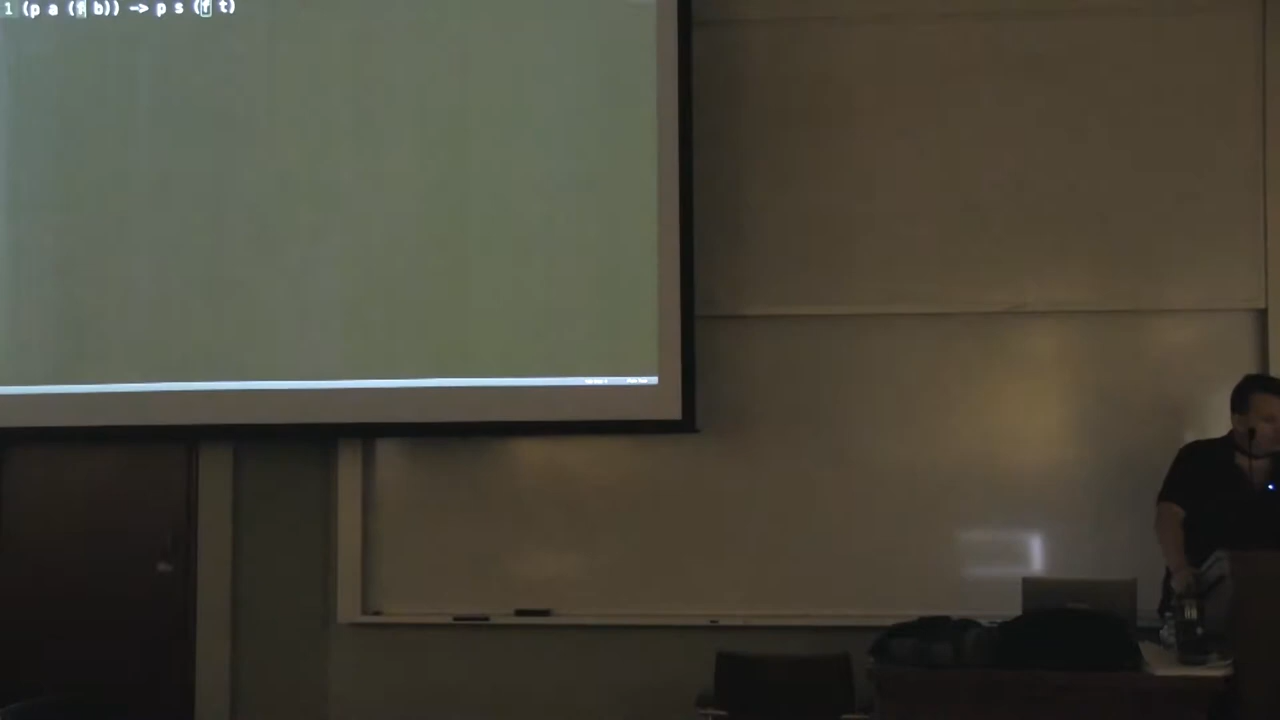 1 (p a (f b)) -> p s (f t)